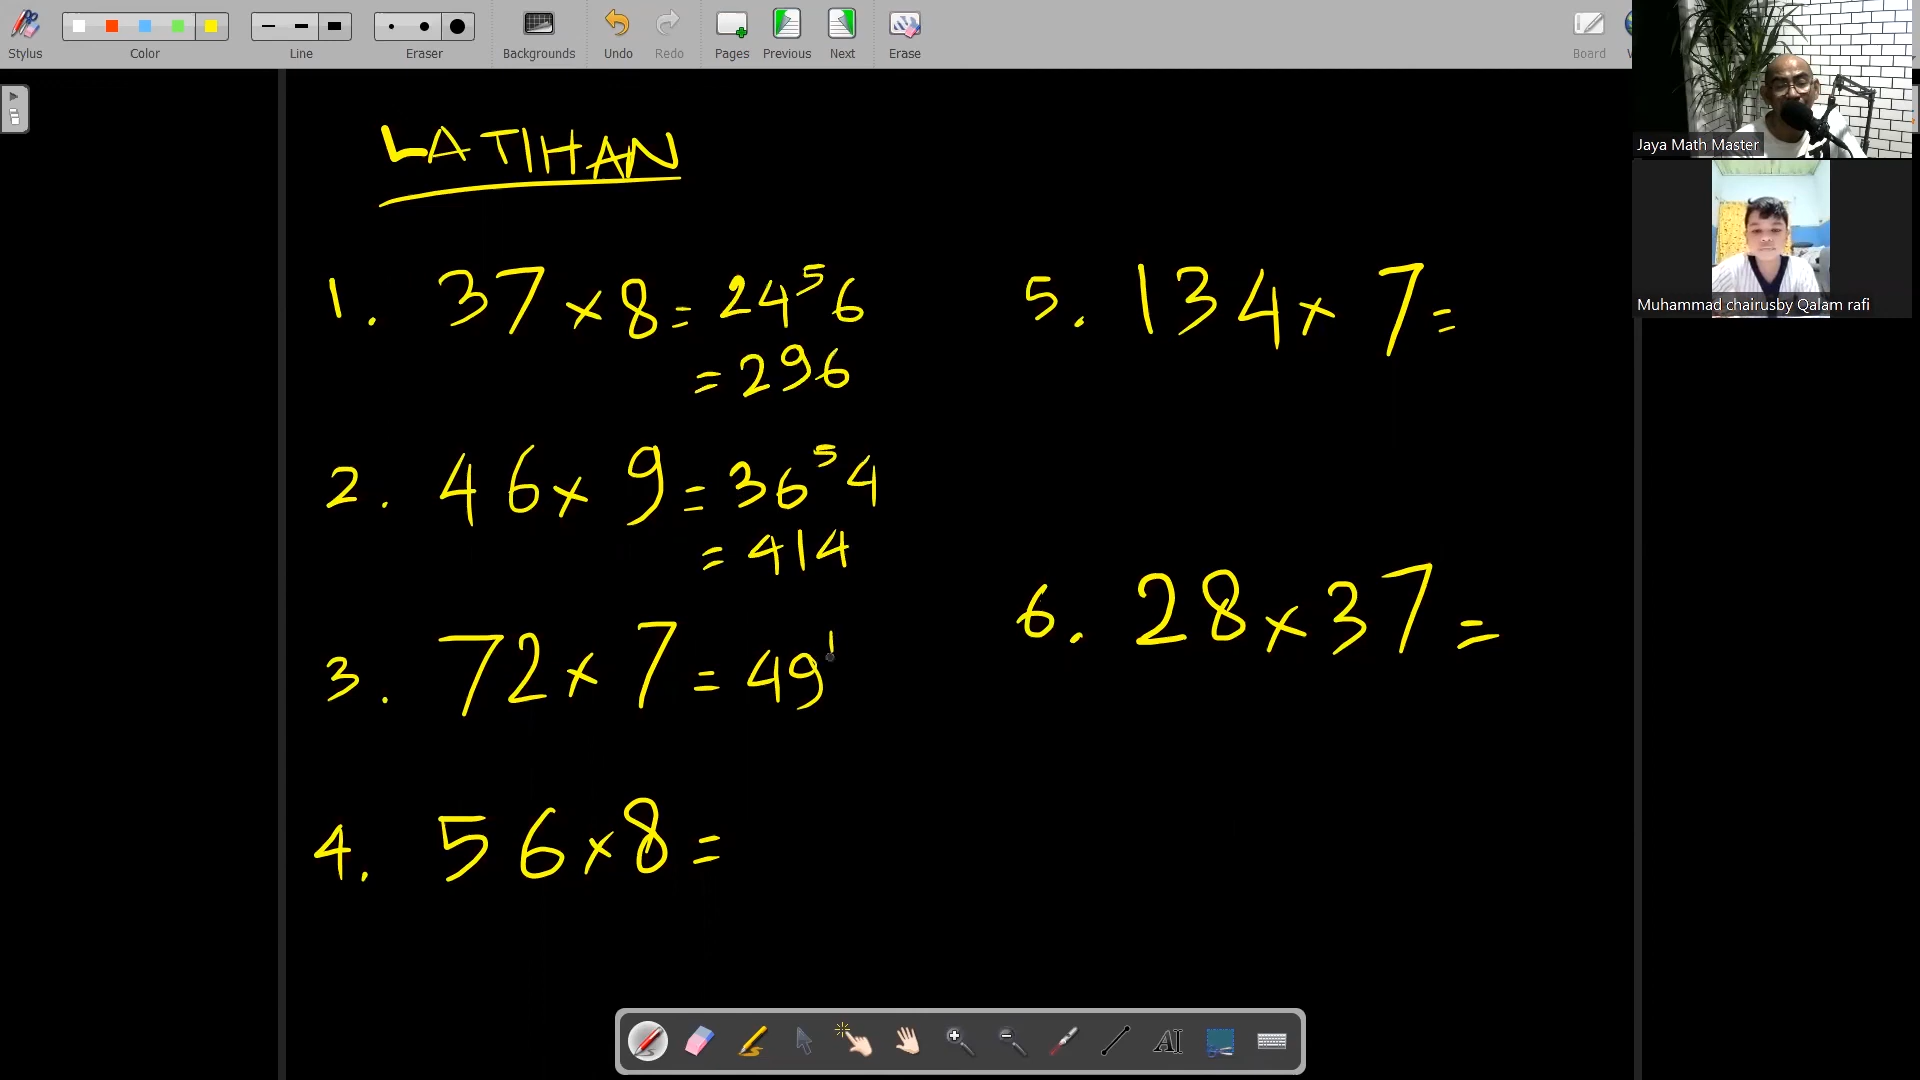 Stylus
Color
Line
Eraser
Backgrounds
Undo
Redo
Pages
Previous
Next
Erase
Board
Jaya Math Master
Muhammad chairusby Qalam rafi
LATIHAN
1. 37 × 8 = 24⁵6
= 296
2. 46 × 9 = 36⁵4
= 414
3. 72 × 7 = 49¹
4. 56 × 8 =
5. 134 × 7 =
6. 28 × 37 =